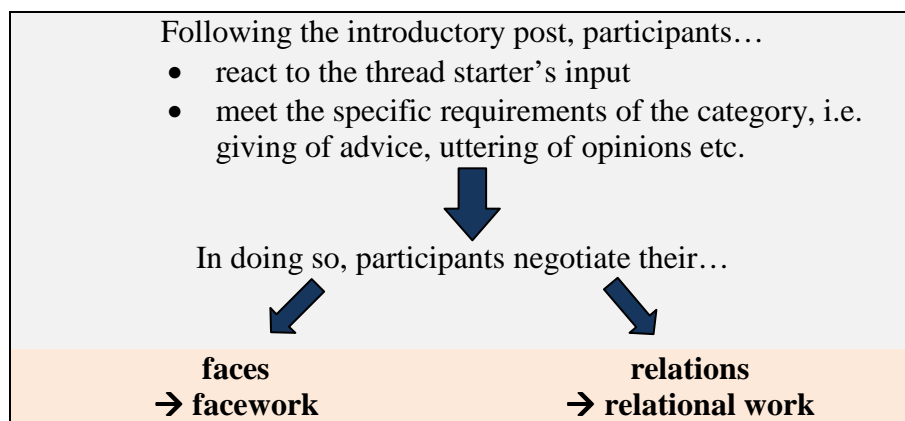 Following the introductory post, participants…
• react to the thread starter’s input
• meet the specific requirements of the category, i.e.
giving of advice, uttering of opinions etc.
In doing so, participants negotiate their…
faces
→ facework
relations
→ relational work